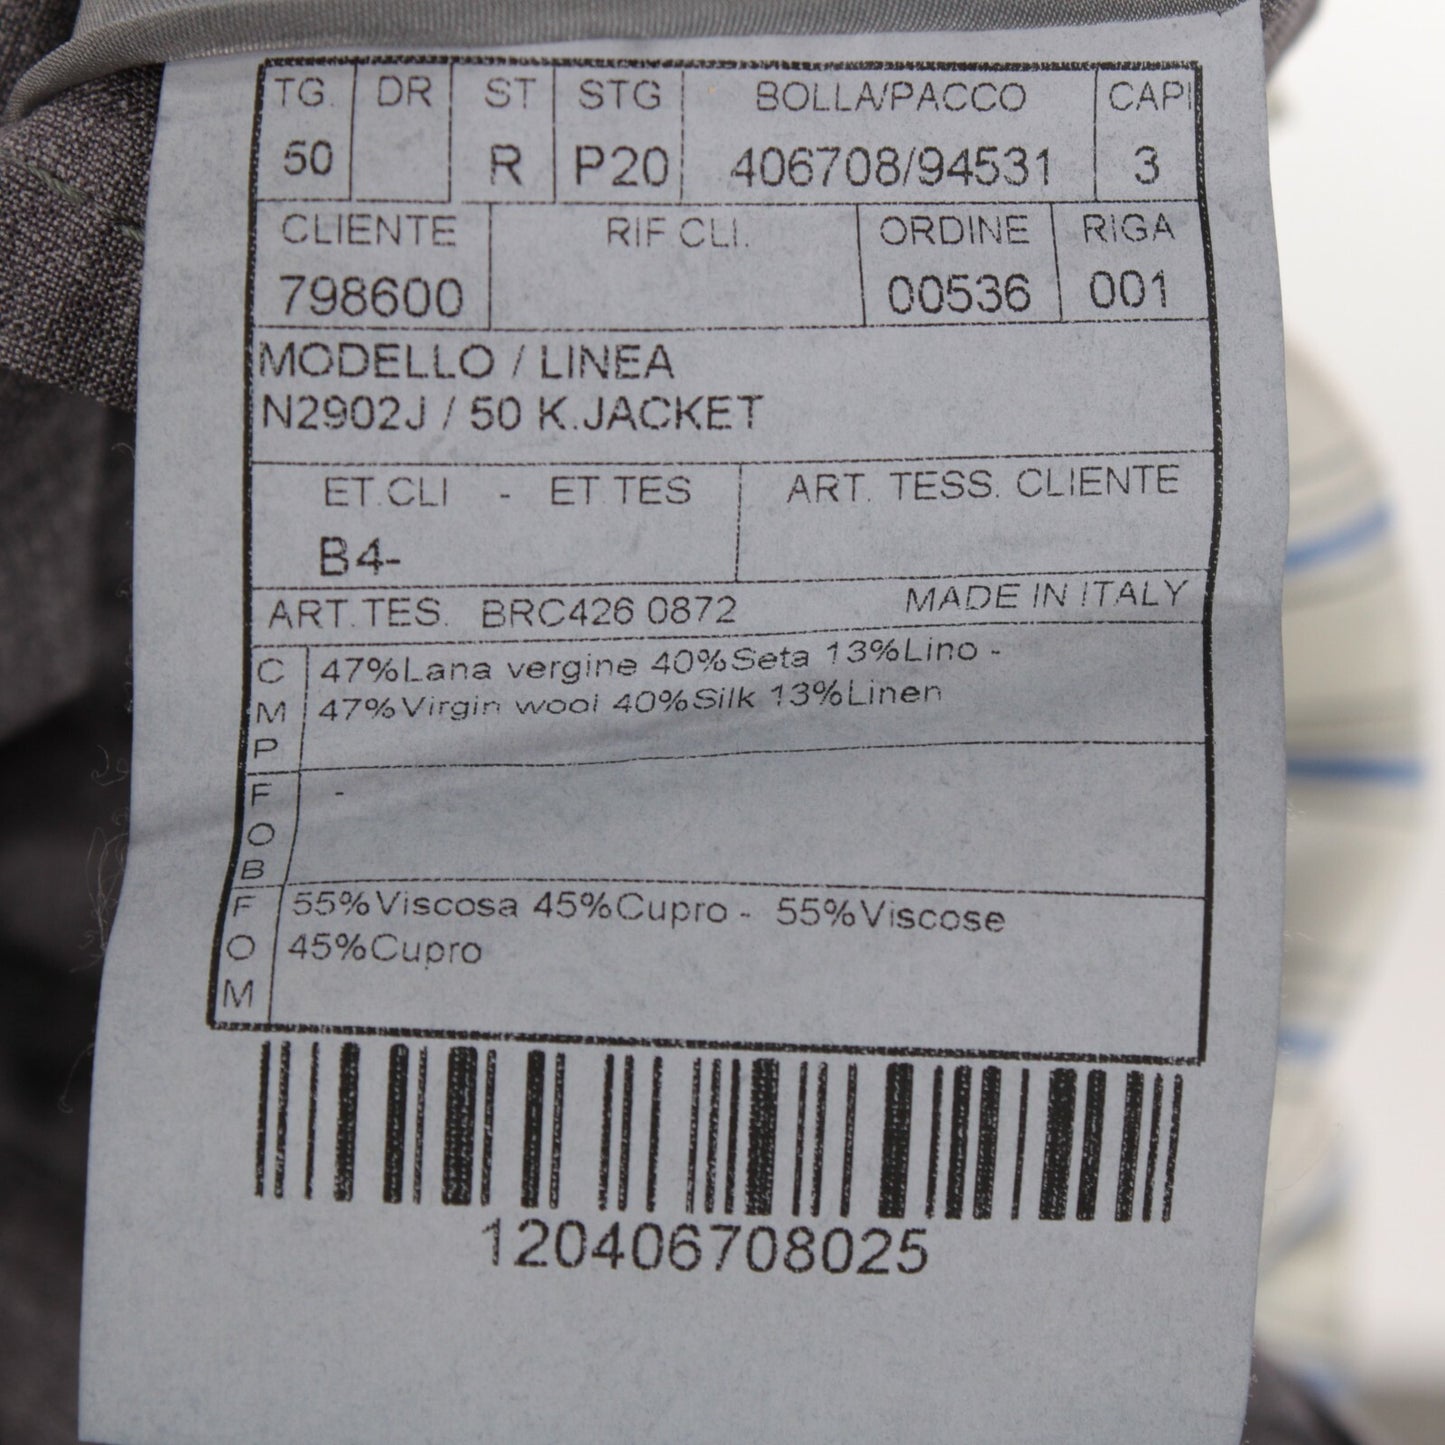 TG. DR ST STG BOLLA/PACCO CAPI
50 R P20 406708/94531 3
CLIENTE RIF CLI. ORDINE RIGA
798600 00536 001
MODELLO / LINEA
N2902J / 50 K.JACKET
ET.CLI - ET TES ART. TESS. CLIENTE
B4-
ART.TES. BRC426 0872 MADE IN ITALY
CMP
47%Lana vergine 40%Seta 13%Lino -
47%Virgin wool 40%Silk 13%Linen
FOB
-
FOM
55%Viscosa 45%Cupro - 55%Viscose
45%Cupro
120406708025